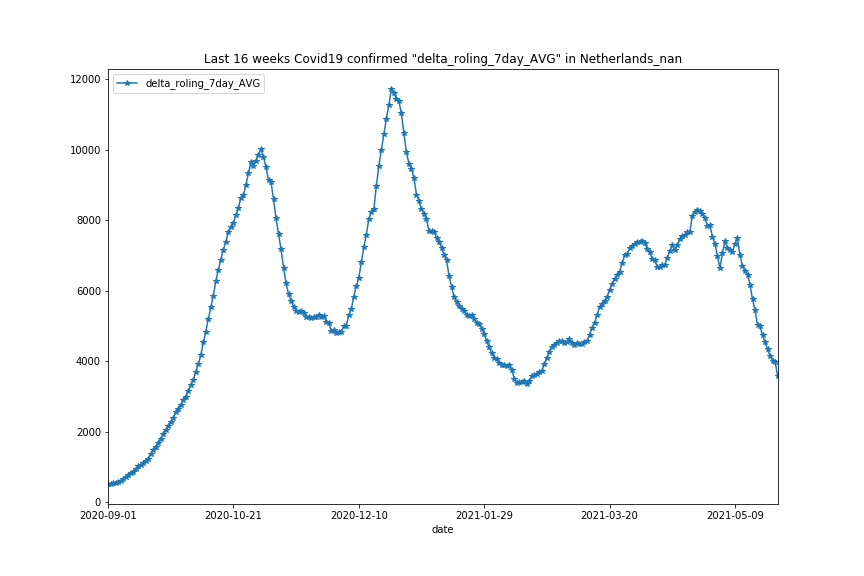 Last 16 weeks Covid19 confirmed "delta_roling_7day_AVG" in Netherlands_nan
delta_roling_7day_AVG
12000
10000
8000
6000
4000
2000
0
2020-09-01 2020-10-21 2020-12-10 2021-01-29 2021-03-20 2021-05-09
date